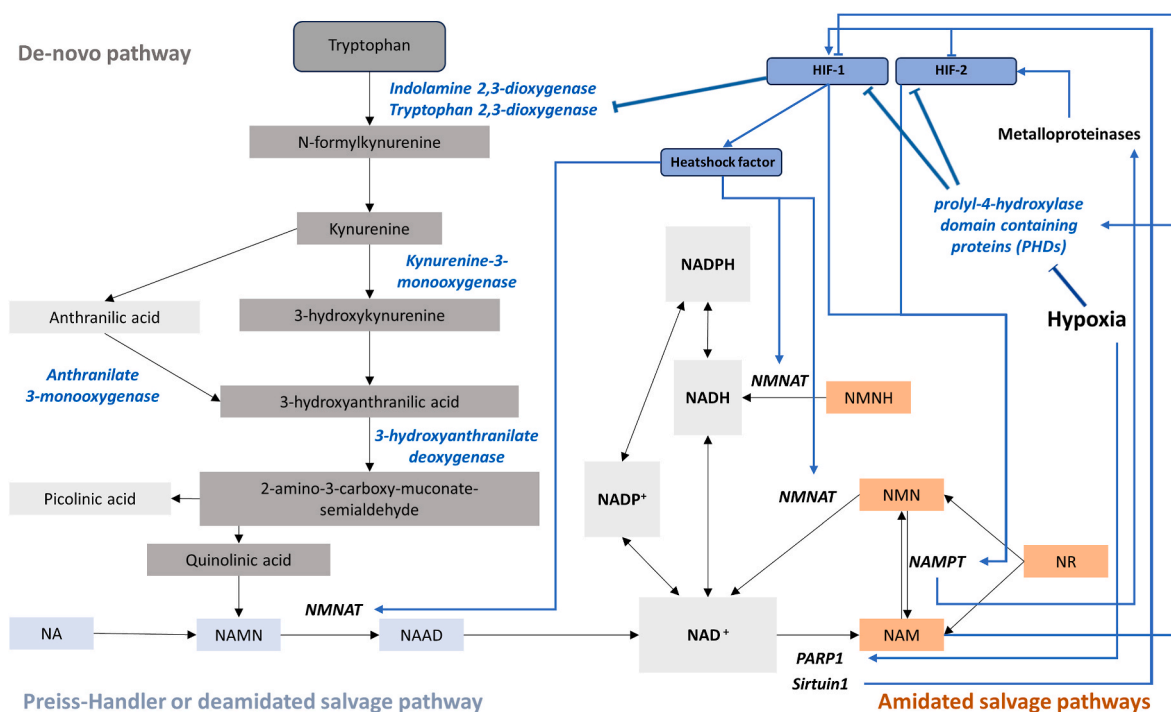 De-novo pathway
Tryptophan
Indolamine 2,3-dioxygenase
Tryptophan 2,3-dioxygenase
N-formylkynurenine
Kynurenine
Kynurenine-3-
monooxygenase
Anthranilic acid
3-hydroxykynurenine
Anthranilate
3-monooxygenase
3-hydroxyanthranilic acid
3-hydroxyanthranilate
deoxygenase
Picolinic acid
2-amino-3-carboxy-muconate-
semialdehyde
Quinolinic acid
NMNAT
NA
NAMN
NAAD
Preiss-Handler or deamidated salvage pathway
HIF-1
HIF-2
Metalloproteinases
Heatshock factor
prolyl-4-hydroxylase
domain containing
proteins (PHDs)
Hypoxia
NADPH
NMNAT
NADH
NMNH
NADP+
NMNAT
NMN
NAMPT
NR
NAD +
NAM
PARP1
Sirtuin1
Amidated salvage pathways